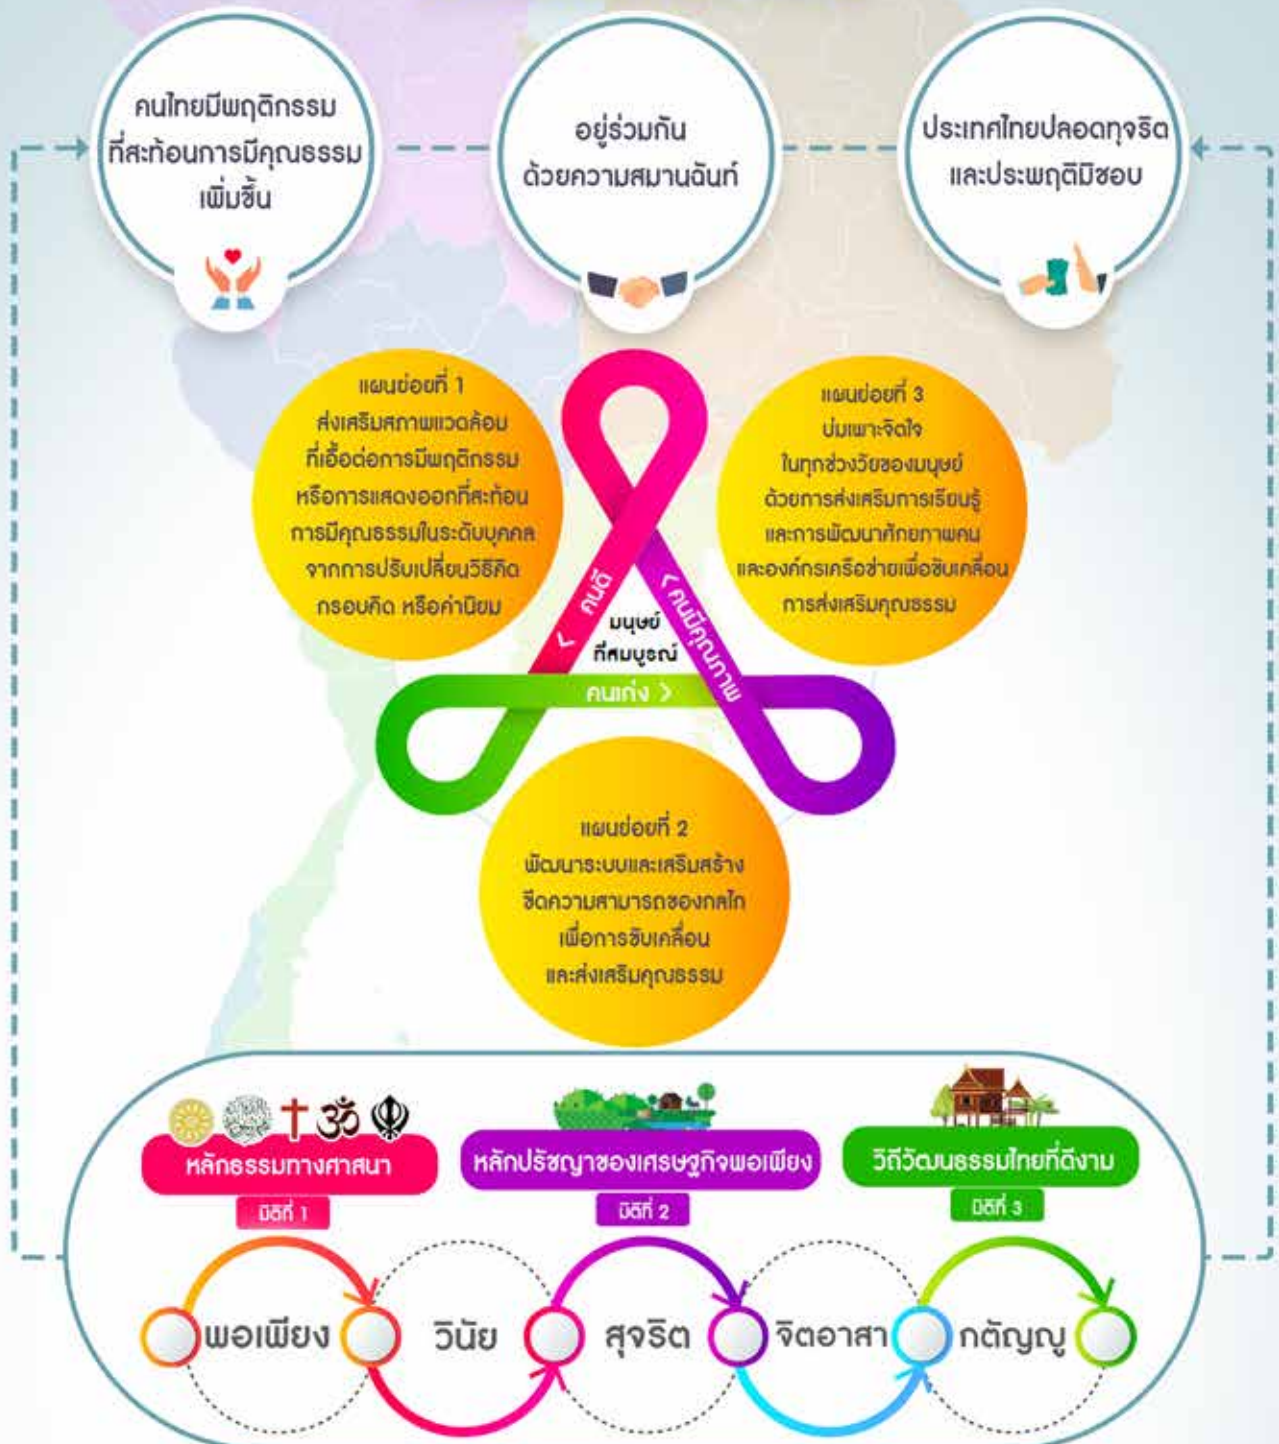 คนไทยมีพฤติกรรม
ที่สะท้อนการมีคุณธรรม
เพิ่มขึ้น
อยู่ร่วมกัน
ด้วยความสมานฉันท์
ประเทศไทยปลอดทุจริต
และประพฤติมิชอบ
แผนย่อยที่ 1
ส่งเสริมสภาพแวดล้อม
ที่เอื้อต่อการมีพฤติกรรม
หรือการแสดงออกที่สะท้อน
การมีคุณธรรมในระดับบุคคล
จากการปรับเปลี่ยนวิธีคิด
กรอบคิด หรือค่านิยม
แผนย่อยที่ 3
บ่มเพาะจิตใจ
ในทุกช่วงวัยของมนุษย์
ด้วยการส่งเสริมการเรียนรู้
และการพัฒนาศักยภาพคน
และองค์กรเครือข่ายเพื่อขับเคลื่อน
การส่งเสริมคุณธรรม
< คนดี
< คนมีคุณภาพ
มนุษย์
ที่สมบูรณ์
คนเก่ง >
แผนย่อยที่ 2
พัฒนาระบบและเสริมสร้าง
ขีดความสามารถของกลไก
เพื่อการขับเคลื่อน
และส่งเสริมคุณธรรม
หลักธรรมทางศาสนา
มิติที่ 1
หลักปรัชญาของเศรษฐกิจพอเพียง
มิติที่ 2
วิถีวัฒนธรรมไทยที่ดีงาม
มิติที่ 3
พอเพียง วินัย สุจริต จิตอาสา กตัญญู